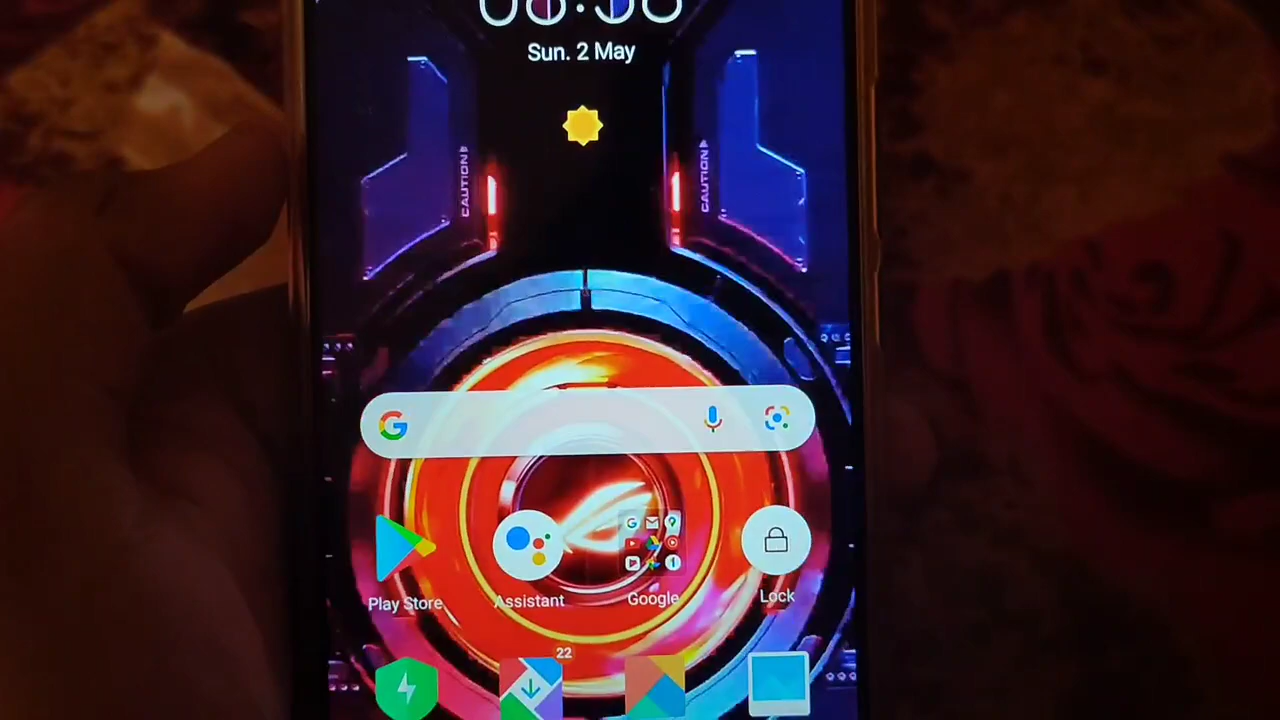 Sun. 2 May
CAUTION
CAUTION
Play Store
Assistant
Google
Lock
22